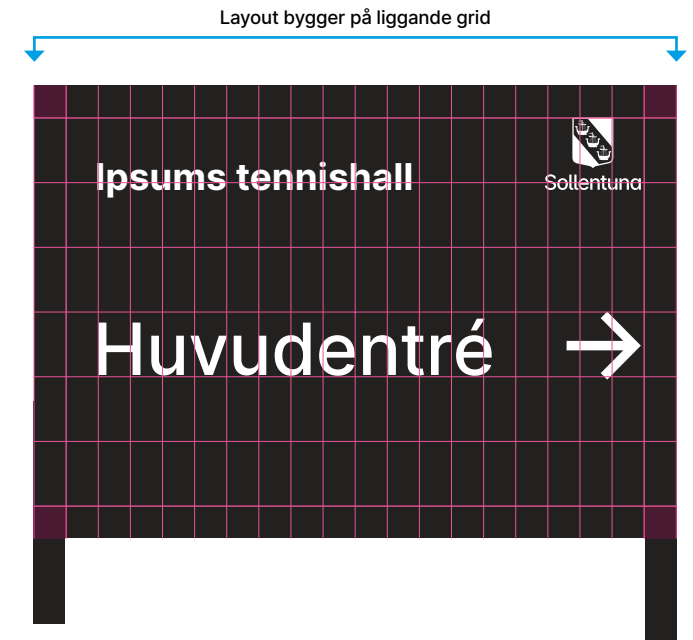 Layout bygger på liggande grid
Ipsums tennishall
Sollentuna
Huvudentré